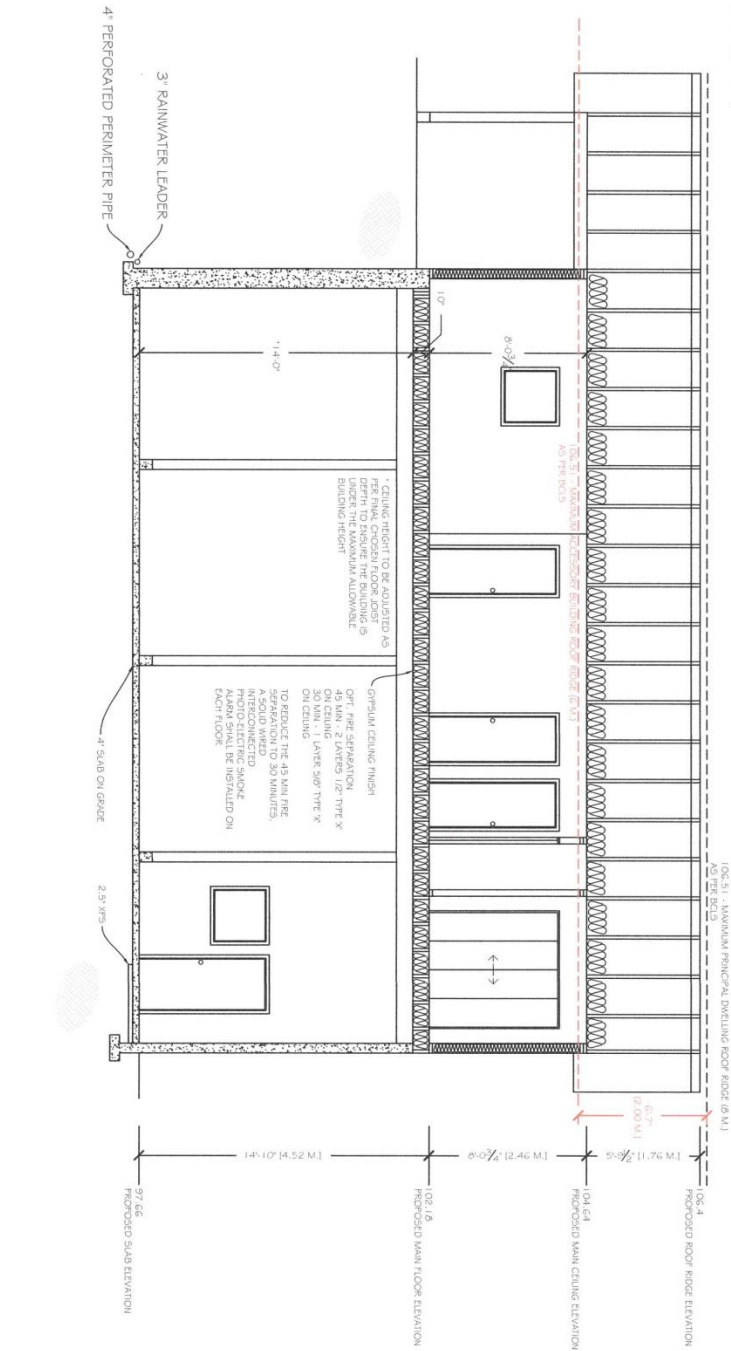 106.51 - MAXIMUM PRINCIPAL DWELLING ROOF RIDGE (8 M.)
AS PER BCLS
106.4
PROPOSED ROOF RIDGE ELEVATION
5'-9 1/2" [1.76 M.]
6'-7"
[2.00 M.]
104.64
PROPOSED MAIN CEILING ELEVATION
8'-0 3/4" [2.46 M.]
102.18
PROPOSED MAIN FLOOR ELEVATION
14'-10" [4.52 M.]
97.66
PROPOSED SLAB ELEVATION
106.51 - MAXIMUM ACCESSORY BUILDING ROOF RIDGE (6 M.)
AS PER BCLS
8'-0 3/4"
10"
*14'-0"
* CEILING HEIGHT TO BE ADJUSTED AS
PER FINAL CHOSEN FLOOR JOIST
DEPTH TO ENSURE THE BUILDING IS
UNDER THE MAXIMUM ALLOWABLE
BUILDING HEIGHT
GYPSUM CEILING FINISH
OPT. FIRE SEPARATION
45 MIN - 2 LAYERS 1/2" TYPE 'X'
ON CEILING
30 MIN - 1 LAYER 5/8" TYPE 'X'
ON CEILING
TO REDUCE THE 45 MIN FIRE
SEPARATION TO 30 MINUTES,
A SOLID WIRED
INTERCONNECTED
PHOTO-ELECTRIC SMOKE
ALARM SHALL BE INSTALLED ON
EACH FLOOR
3" RAINWATER LEADER
4" PERFORATED PERIMETER PIPE
4" SLAB ON GRADE
2.5" XPS